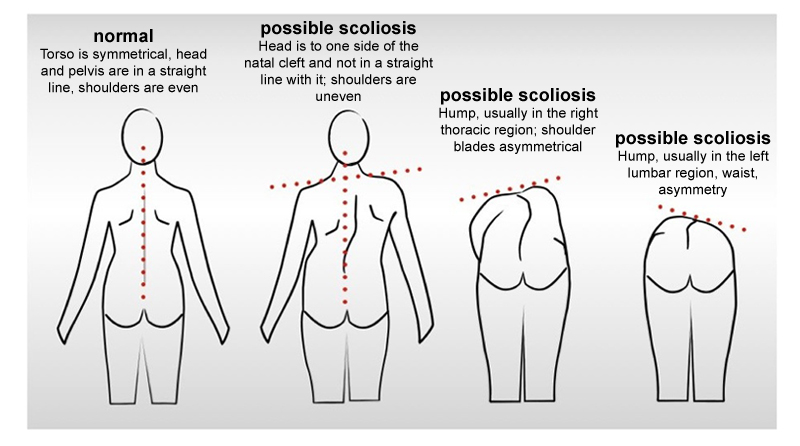 normal
Torso is symmetrical, head
and pelvis are in a straight
line, shoulders are even
possible scoliosis
Head is to one side of the
natal cleft and not in a straight
line with it; shoulders are
uneven
possible scoliosis
Hump, usually in the right
thoracic region; shoulder
blades asymmetrical
possible scoliosis
Hump, usually in the left
lumbar region, waist,
asymmetry